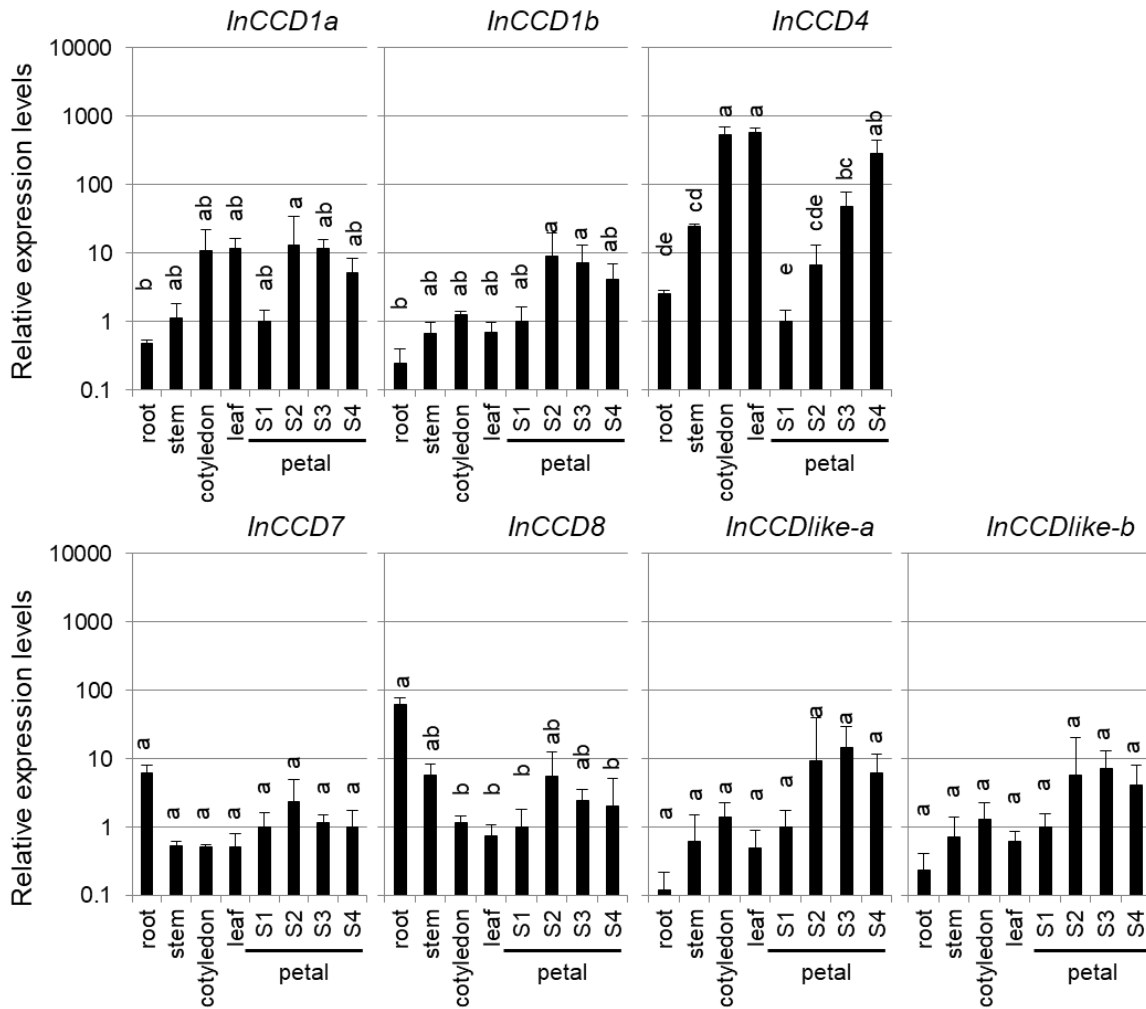 InCCD1a InCCD1b InCCD4
Relative expression levels
10000
1000
100
10
1
0.1
b ab ab ab ab a ab ab
b ab ab ab ab a a ab
de cd a a e cde bc ab
root stem cotyledon leaf S1 S2 S3 S4
petal
root stem cotyledon leaf S1 S2 S3 S4
petal
root stem cotyledon leaf S1 S2 S3 S4
petal
InCCD7 InCCD8 InCCDlike-a InCCDlike-b
Relative expression levels
10000
1000
100
10
1
0.1
a a a a a a a a
a ab b b b ab ab b
a a a a a a a a
a a a a a a a a
root stem cotyledon leaf S1 S2 S3 S4
petal
root stem cotyledon leaf S1 S2 S3 S4
petal
root stem cotyledon leaf S1 S2 S3 S4
petal
root stem cotyledon leaf S1 S2 S3 S4
petal